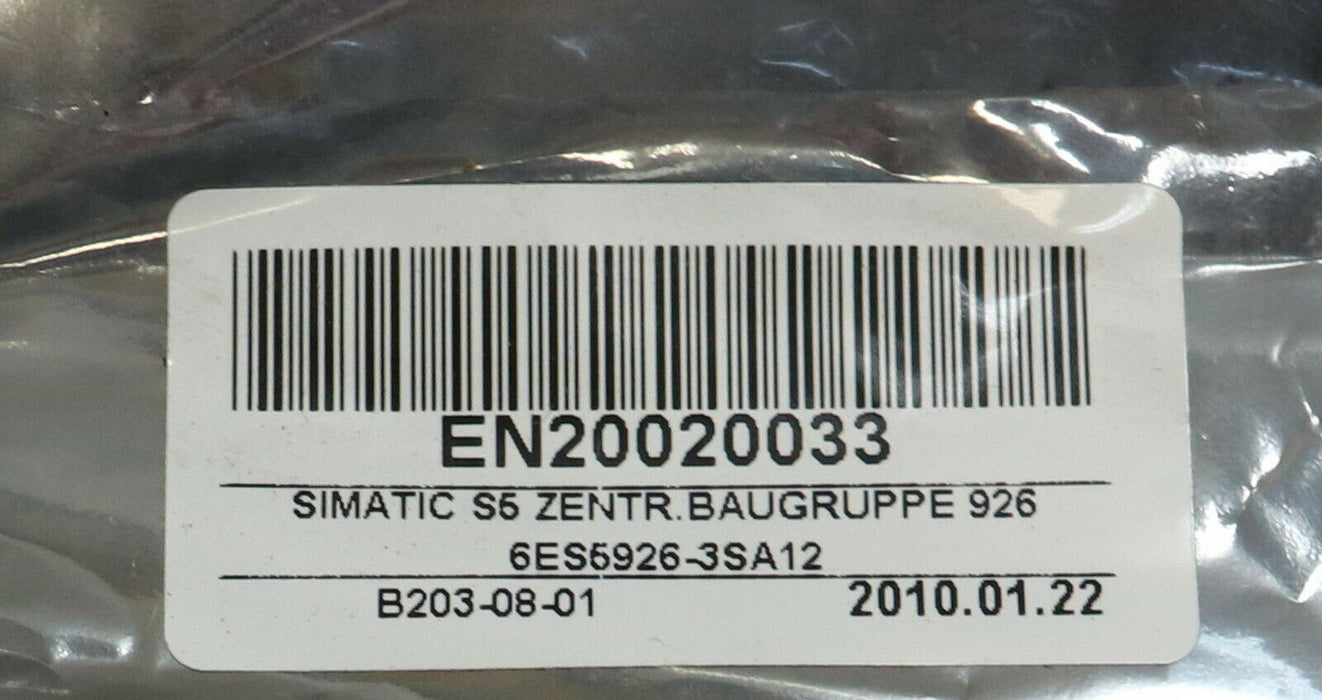 EN20020033
SIMATIC S5 ZENTR.BAUGRUPPE 926
6ES5926-3SA12
B203-08-01 2010.01.22